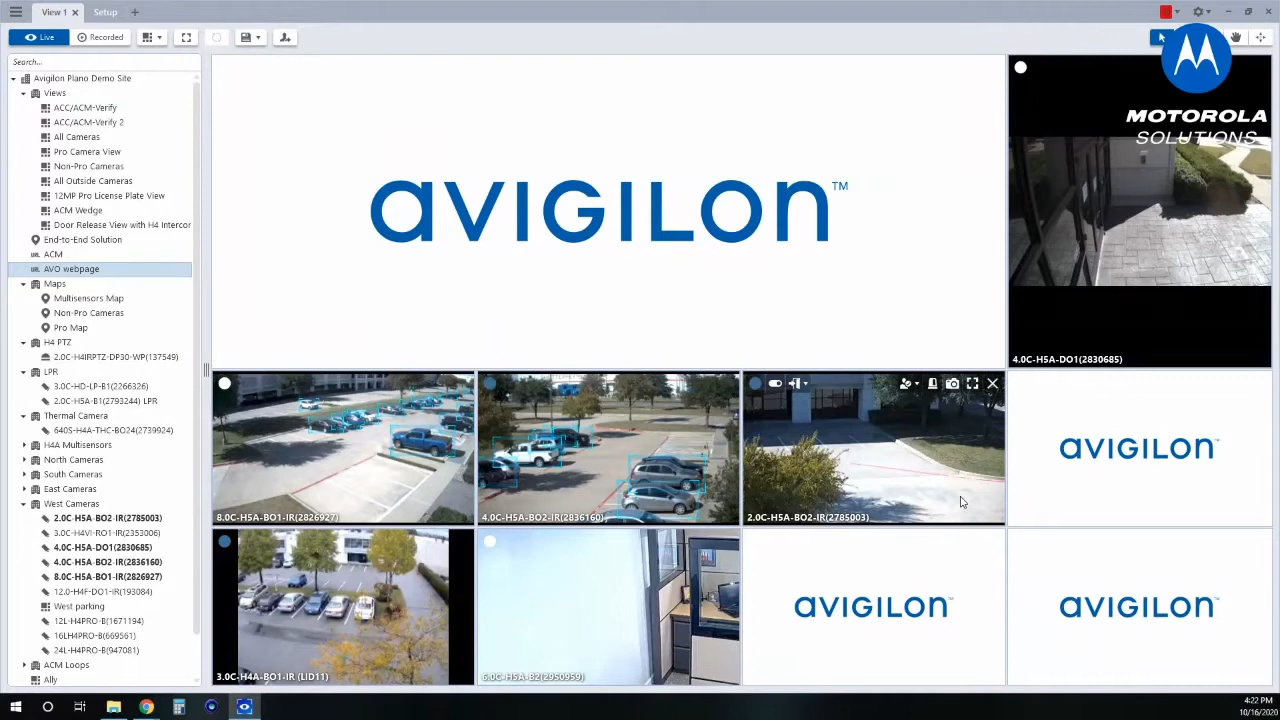 View 1
Setup
Live
Recorded
MOTOROLA
SOLUTIONS
Search...
Avigilon Plano Demo Site
Views
ACC/ACM-Verify
ACC/ACM-Verify 2
All Cameras
Pro Camera View
Non-Pro Cameras
All Outside Cameras
12MP Pro License Plate View
ACM Wedge
Door Release View with H4 Intercor
End-to-End Solution
ACM
AVO webpage
Maps
Multisensors Map
Non-Pro Cameras
Pro Map
H4 PTZ
2.0C-H4IRPTZ-DP30-WP(137549)
LPR
3.0C-HD-LP-B1(2266326)
2.0C-H5A-B1(2793244) LPR
Thermal Camera
640S-H4A-THC-BO24(2739924)
H4A Multisensors
North Cameras
South Cameras
East Cameras
West Cameras
2.0C-H5A-BO2-IR(2785003)
3.0C-H4VI-RO1-IR(2353006)
4.0C-H5A-DO1(2830685)
4.0C-H5A-BO2-IR(2836160)
8.0C-H5A-BO1-IR(2826927)
12.0-H4F-DO1-IR(193084)
West parking
12L-H4PRO-B(1671194)
16LH4PRO-B(669561)
24L-H4PRO-B(947081)
ACM Loops
Ally
avigilon™
4.0C-H5A-DO1(2830685)
8.0C-H5A-BO1-IR(2826927)
4.0C-H5A-BO2-IR(2836160)
2.0C-H5A-BO2-IR(2785003)
avigilon™
3.0C-H4A-BO1-IR (LID11)
6.0C-H5A-B2(2950959)
avigilon™
avigilon™
4:22 PM
10/16/2020